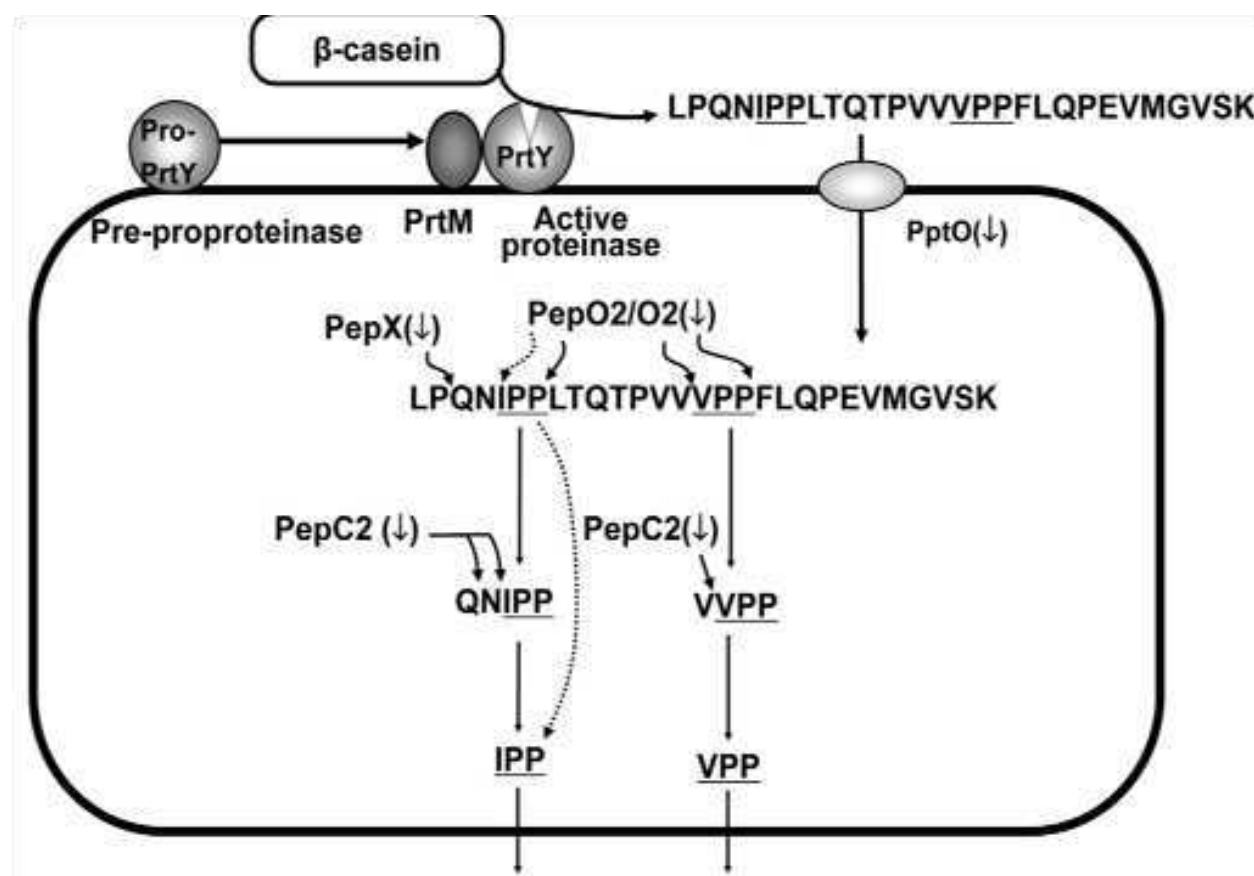 β-casein
LPQNIPPLTQTPVVVPPFLQPEVMGVSK
Pro-
PrtY
PrtY
Pre-proproteinase
PrtM
Active
proteinase
PptO(↓)
PepX(↓)
PepO2/O2(↓)
LPQNIPPLTQTPVVVPPFLQPEVMGVSK
PepC2 (↓)
PepC2(↓)
QNIPP
VVPP
IPP
VPP